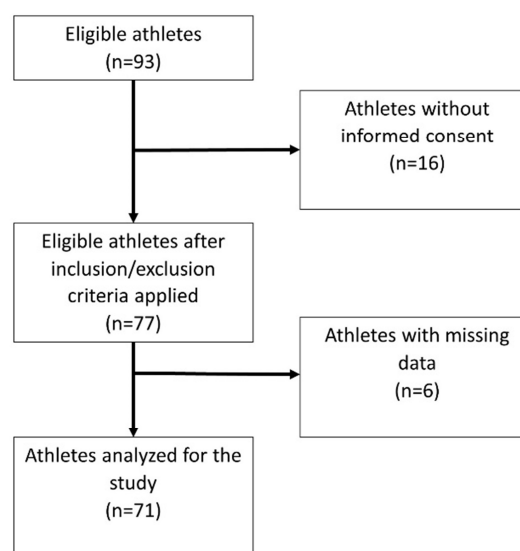 Eligible athletes
(n=93)
Athletes without
informed consent
(n=16)
Eligible athletes after
inclusion/exclusion
criteria applied
(n=77)
Athletes with missing
data
(n=6)
Athletes analyzed for the
study
(n=71)